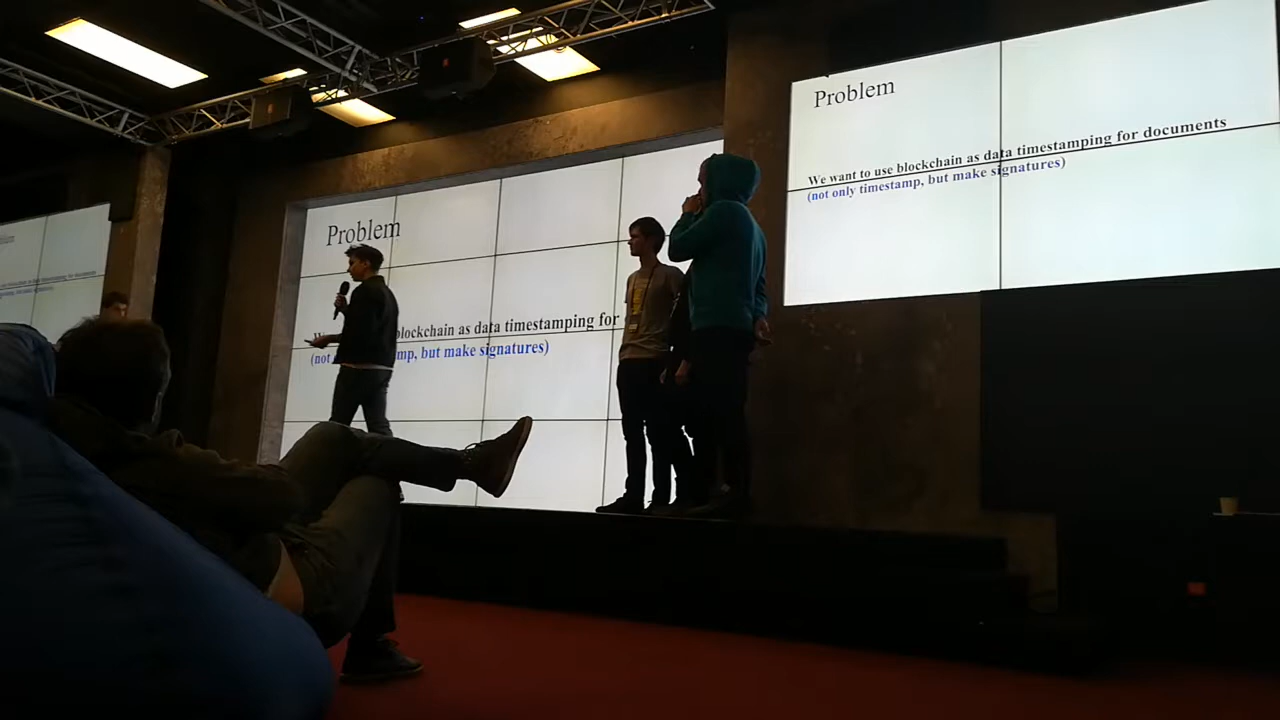 Problem
We want to use blockchain as data timestamping for documents
(not only timestamp, but make signatures)
Problem
We blockchain as data timestamping for
(not mp, but make signatures)